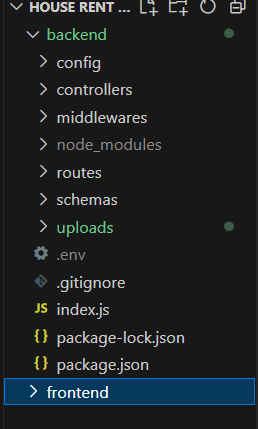 HOUSE RENT ...
backend
config
controllers
middlewares
node_modules
routes
schemas
uploads
.env
.gitignore
JS index.js
{} package-lock.json
{} package.json
frontend